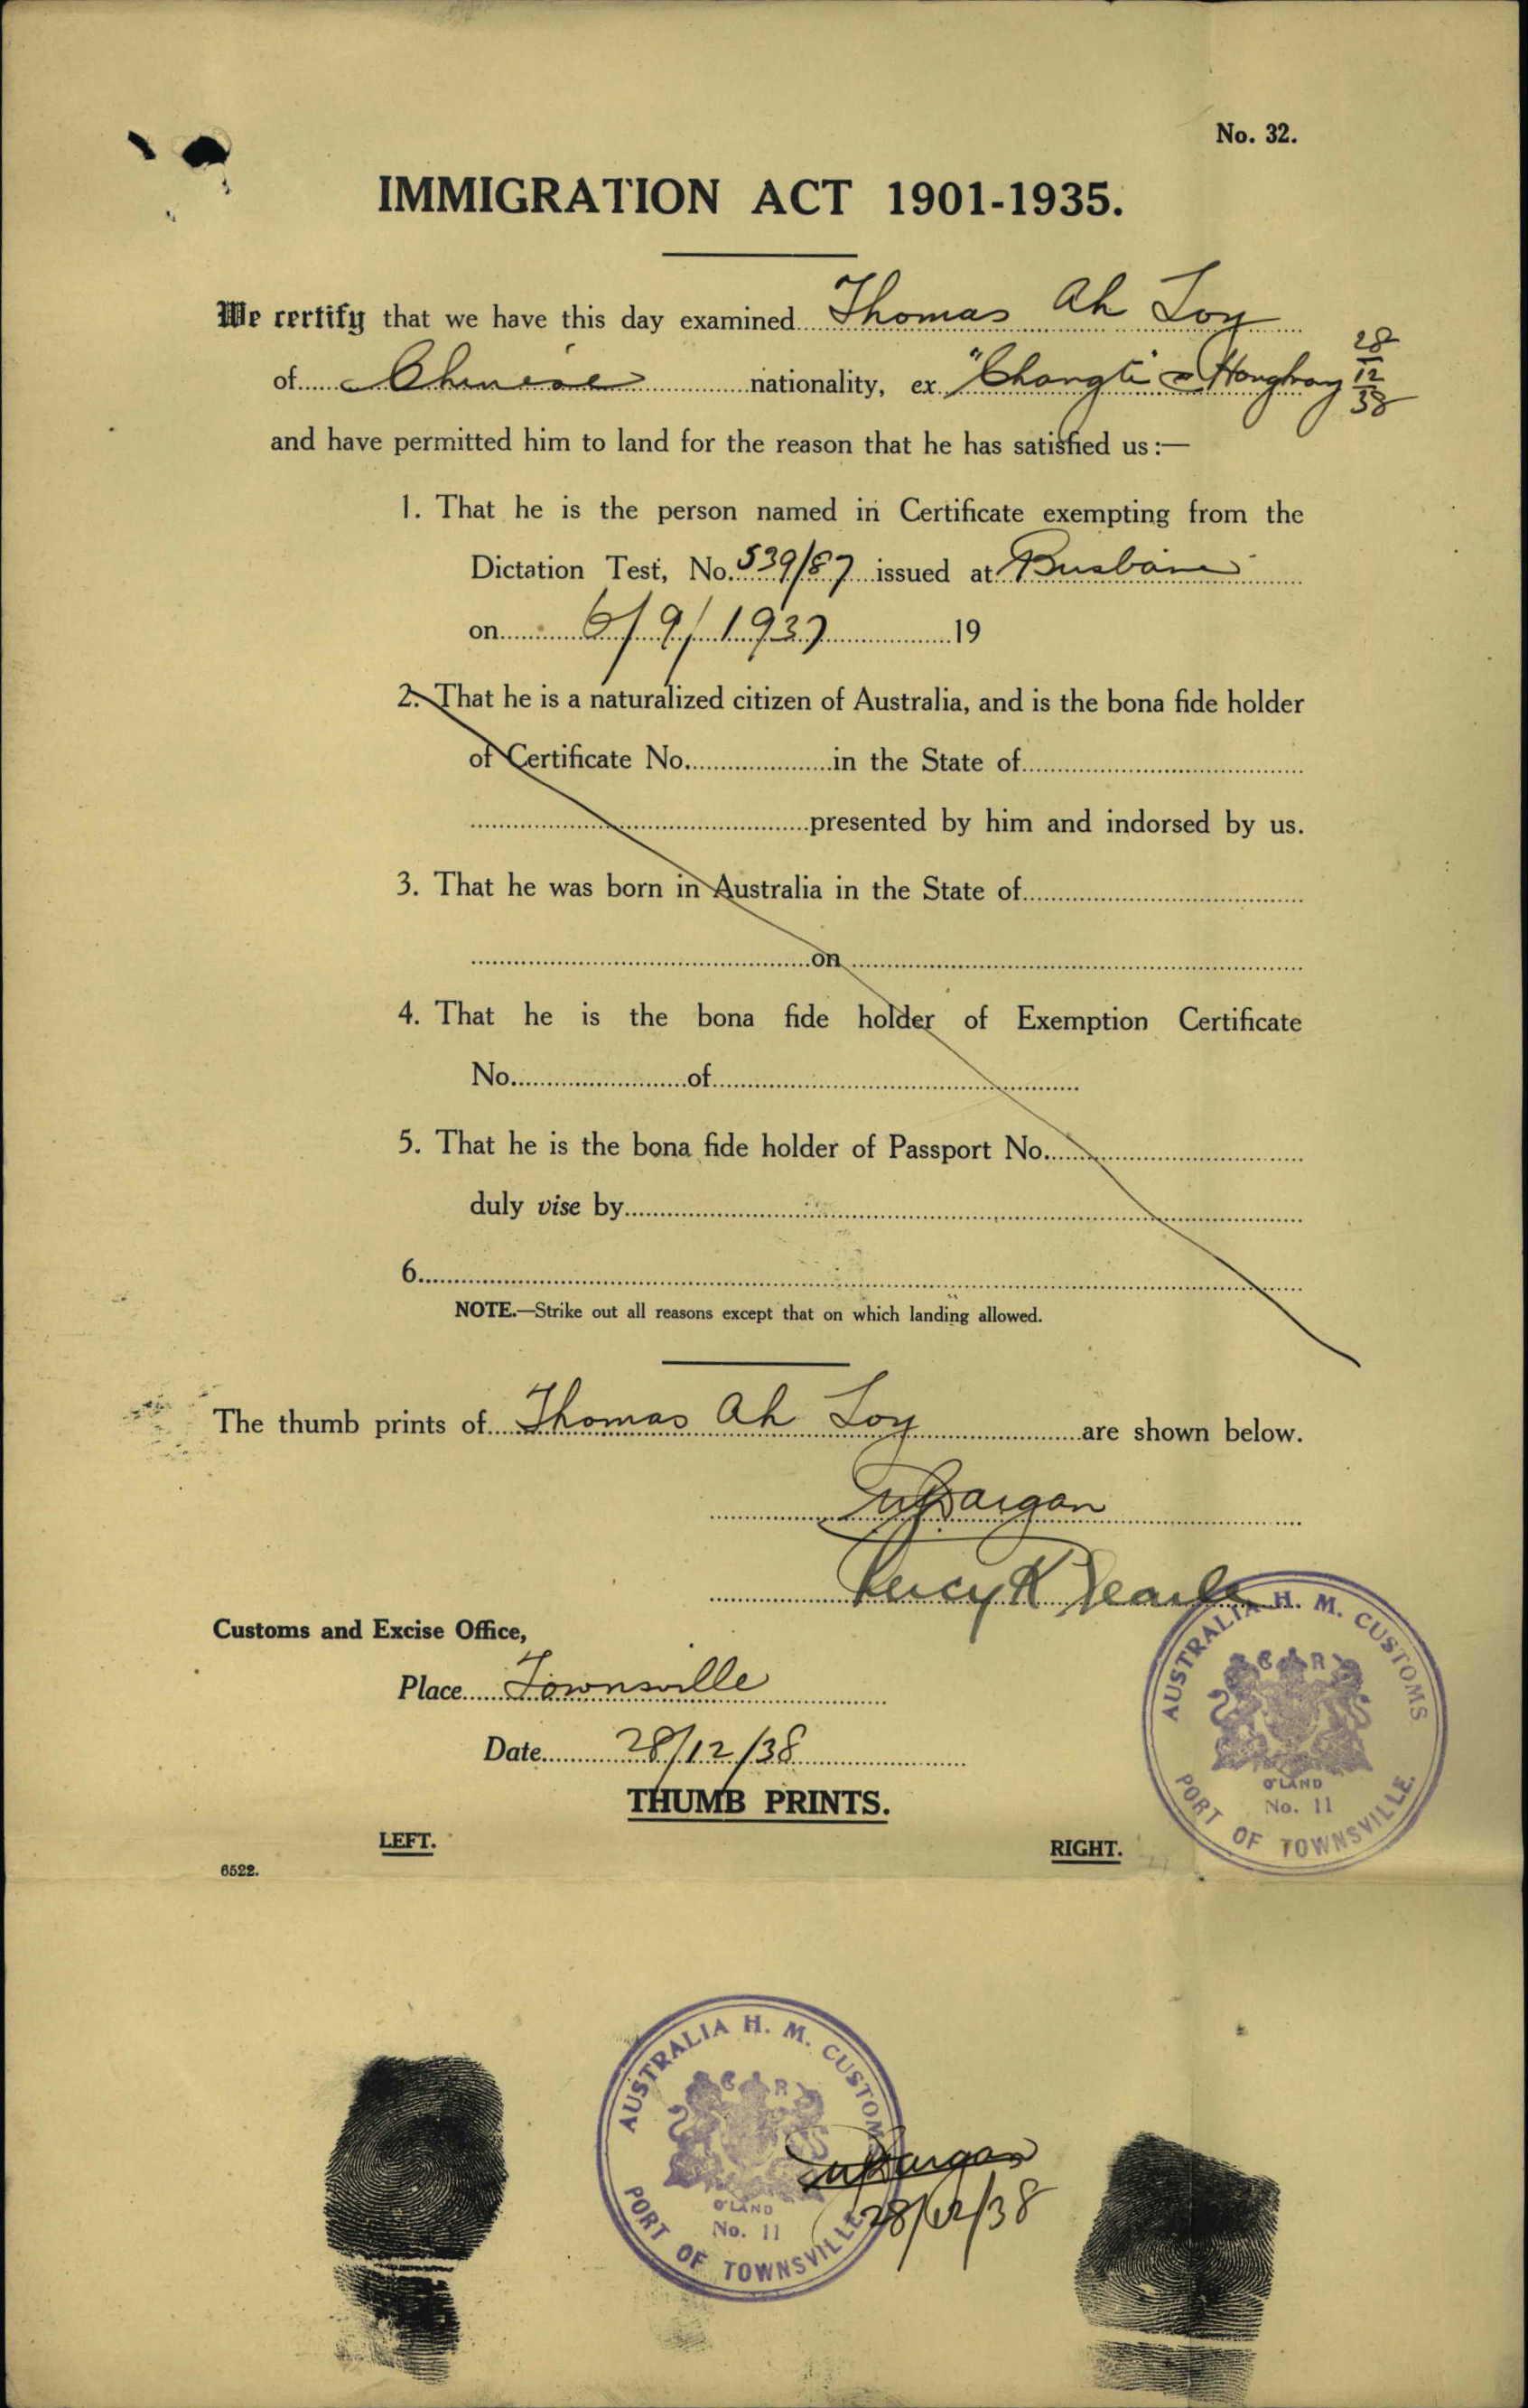 No. 32.
IMMIGRATION ACT 1901-1935.
We certify that we have this day examined Thomas Ah Loy
of Chinese nationality, ex "Changte" Hongkong 28/12/38
and have permitted him to land for the reason that he has satisfied us :—
1. That he is the person named in Certificate exempting from the
Dictation Test, No. 539/87 issued at Brisbane
on 6/9/1937 19
2. That he is a naturalized citizen of Australia, and is the bona fide holder
of Certificate No. in the State of
presented by him and indorsed by us.
3. That he was born in Australia in the State of
on
4. That he is the bona fide holder of Exemption Certificate
No. of
5. That he is the bona fide holder of Passport No.
duly vise by
6.
NOTE.—Strike out all reasons except that on which landing allowed.
The thumb prints of Thomas Ah Loy are shown below.
Dargan
Percy K
Customs and Excise Office,
Place Townsville
Date 28/12/38
AUSTRALIA H. M. CUSTOMS
G R
Q'LAND
No. 11
PORT OF TOWNSVILLE.
THUMB PRINTS.
LEFT.
RIGHT.
6522.
AUSTRALIA H. M. CUSTOMS
G R
Q'LAND
No. 11
PORT OF TOWNSVILLE
Dargan
28/12/38